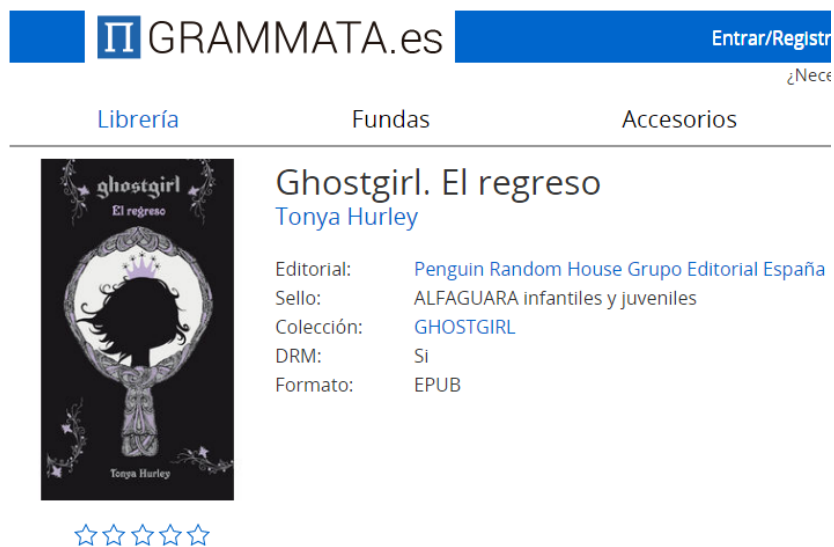 GRAMMATA.es
Entrar/Registr
¿Nece
Librería Fundas Accesorios
ghostgirl
El regreso
Tonya Hurley
Ghostgirl. El regreso
Tonya Hurley
Editorial: Penguin Random House Grupo Editorial España
Sello: ALFAGUARA infantiles y juveniles
Colección: GHOSTGIRL
DRM: Si
Formato: EPUB